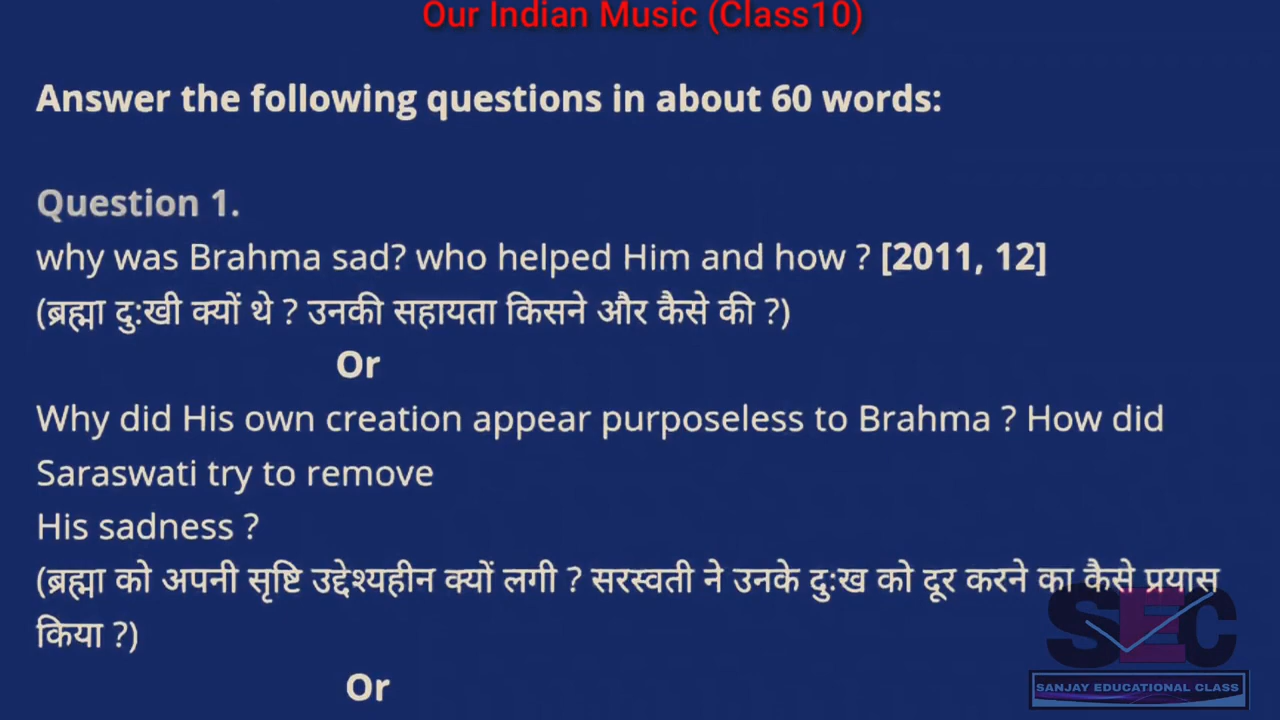 Our Indian Music (Class10)
Answer the following questions in about 60 words:
Question 1.
why was Brahma sad? who helped Him and how ? [2011, 12]
(ब्रह्मा दु:खी क्यों थे ? उनकी सहायता किसने और कैसे की ?)
Or
Why did His own creation appear purposeless to Brahma ? How did
Saraswati try to remove
His sadness ?
(ब्रह्मा को अपनी सृष्टि उद्देश्यहीन क्यों लगी ? सरस्वती ने उनके दु:ख को दूर करने का कैसे प्रयास
किया ?)
Or
SEC
SANJAY EDUCATIONAL CLASS